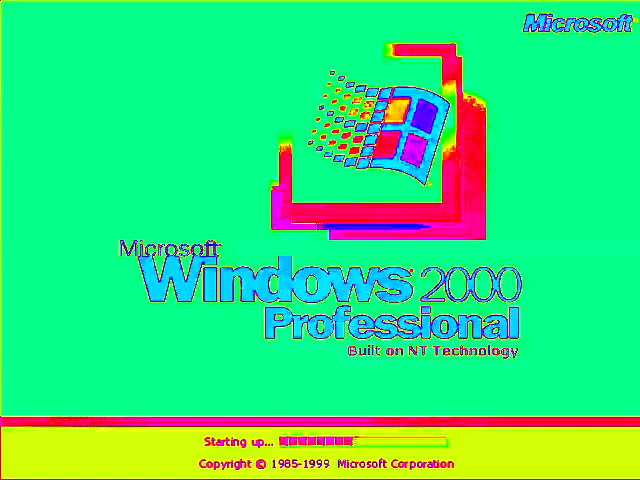 Microsoft
Microsoft
Windows 2000
Professional
Built on NT Technology
Starting up...
Copyright © 1985-1999 Microsoft Corporation